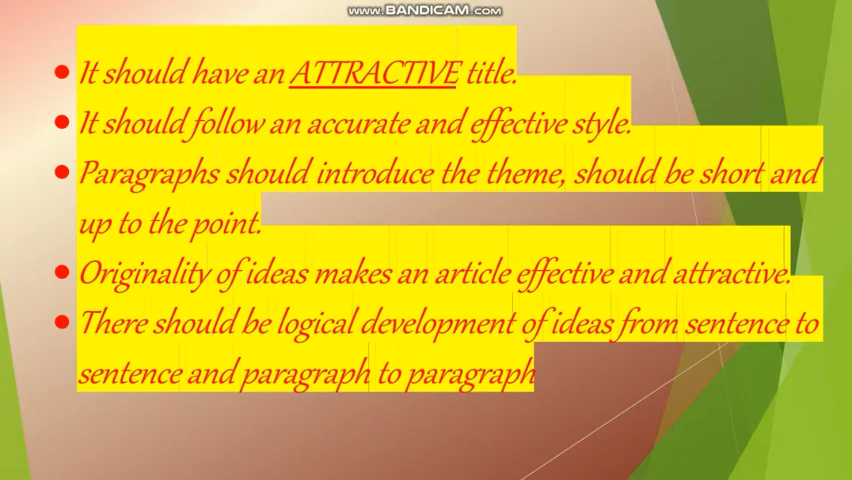 www.BANDICAM.com
• It should have an ATTRACTIVE title.
• It should follow an accurate and effective style.
• Paragraphs should introduce the theme, should be short and
up to the point.
• Originality of ideas makes an article effective and attractive.
• There should be logical development of ideas from sentence to
sentence and paragraph to paragraph